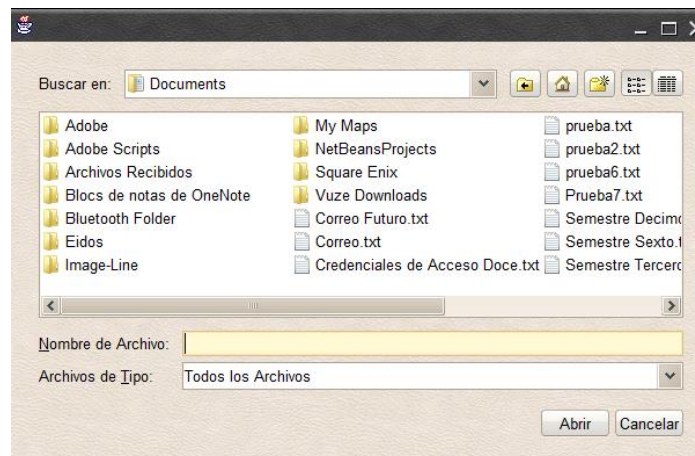 Buscar en: Documents
Adobe
Adobe Scripts
Archivos Recibidos
Blocs de notas de OneNote
Bluetooth Folder
Eidos
Image-Line
My Maps
NetBeansProjects
Square Enix
Vuze Downloads
Correo Futuro.txt
Correo.txt
Credenciales de Acceso Doce.txt
prueba.txt
prueba2.txt
prueba6.txt
Prueba7.txt
Semestre Decimo
Semestre Sexto.t
Semestre Tercero
Nombre de Archivo:
Archivos de Tipo: Todos los Archivos
Abrir Cancelar